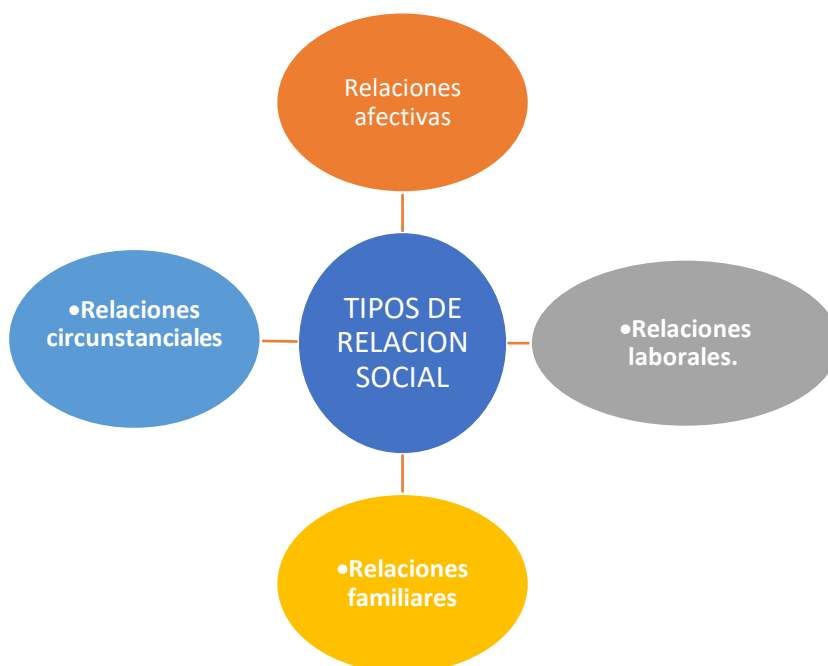 Relaciones
afectivas
•Relaciones
circunstanciales
TIPOS DE
RELACION
SOCIAL
•Relaciones
laborales.
•Relaciones
familiares